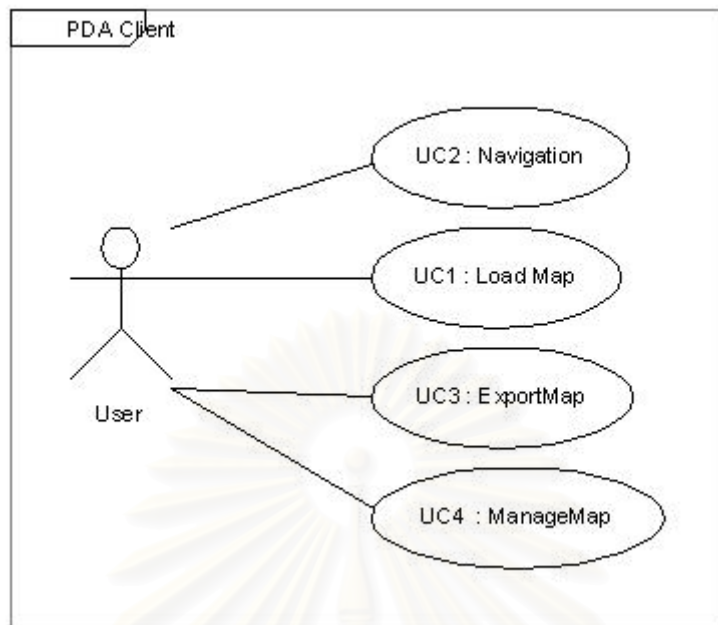 PDA Client
UC2 : Navigation
UC1 : Load Map
UC3 : ExportMap
User
UC4 : ManageMap